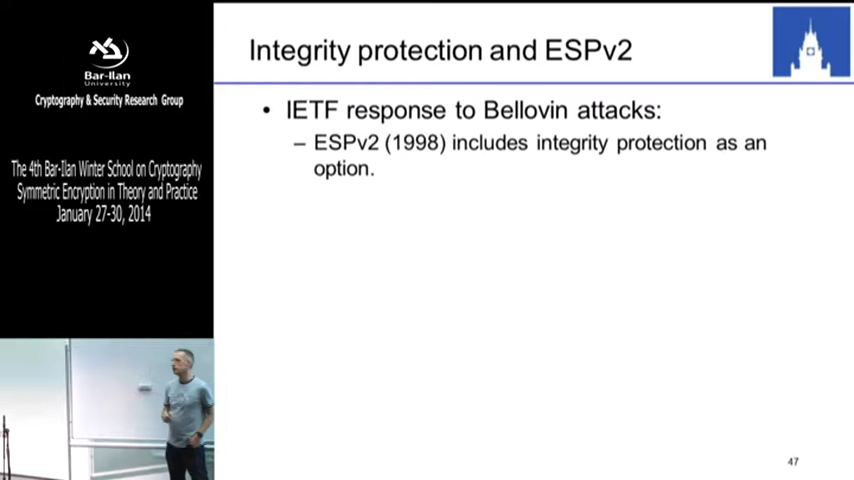 Bar-Ilan
University
Cryptography & Security Research Group
The 4th Bar-Ilan Winter School on Cryptography
Symmetric Encryption in Theory and Practice
January 27-30, 2014
Integrity protection and ESPv2
• IETF response to Bellovin attacks:
– ESPv2 (1998) includes integrity protection as an
option.
47